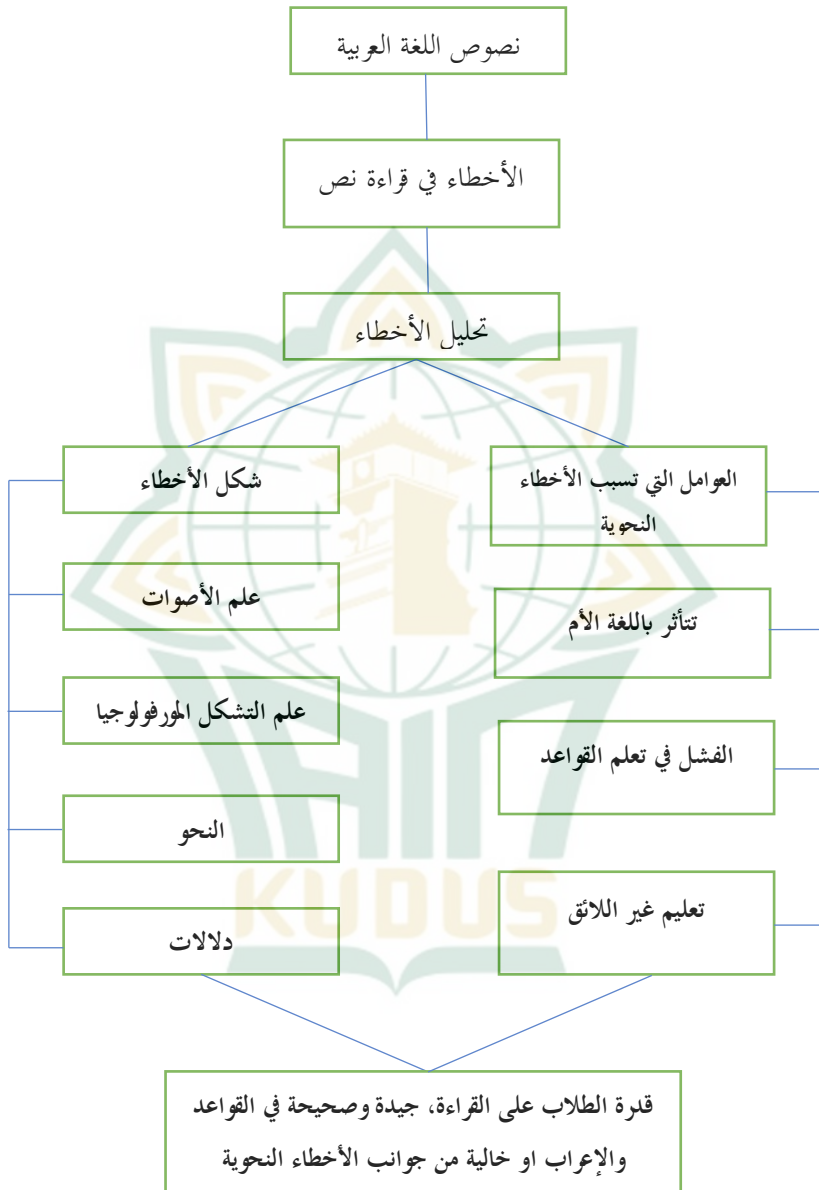 نصوص اللغة العربية
الأخطاء في قراءة نص
تحليل الأخطاء
العوامل التي تسبب الأخطاء
النحوية
تتأثر باللغة الأم
الفشل في تعلم القواعد
تعليم غير اللائق
شكل الأخطاء
علم الأصوات
علم التشكل المورفولوجيا
النحو
دلالات
قدرة الطلاب على القراءة، جيدة وصحيحة في القواعد
والإعراب او خالية من جوانب الأخطاء النحوية
IAIN
KUDUS